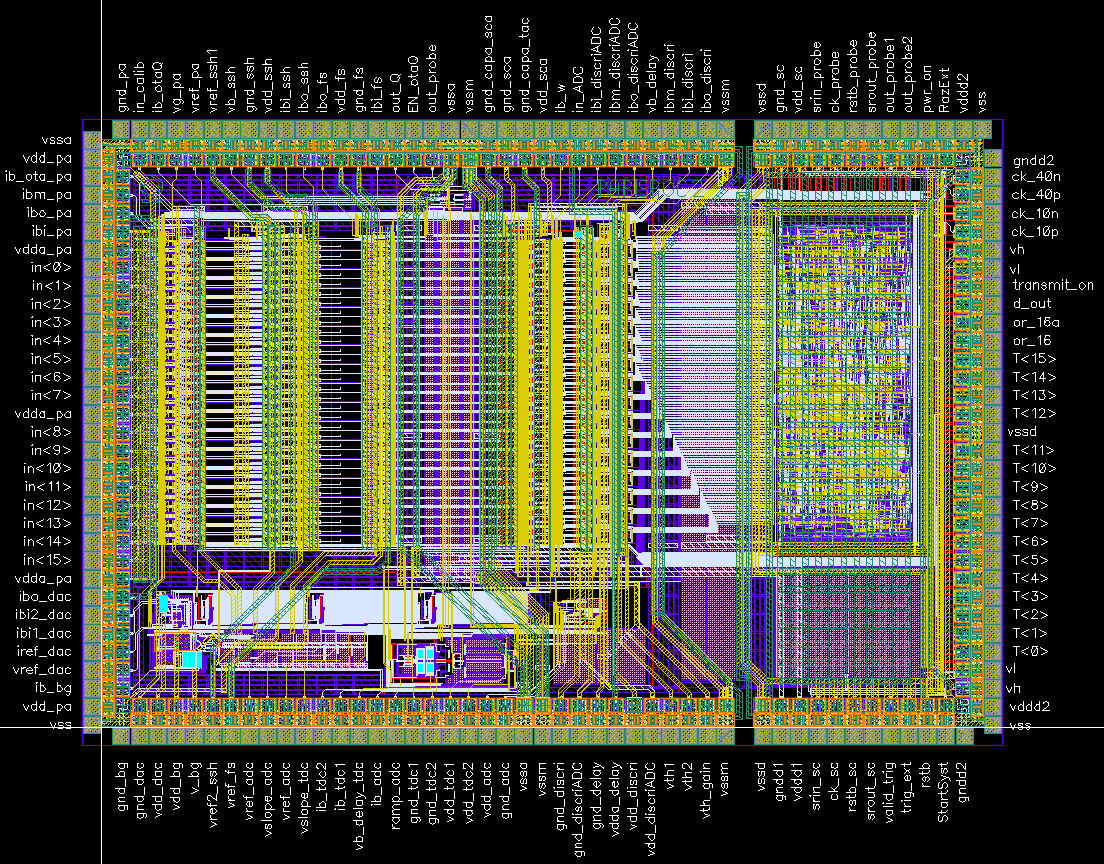 gnd_pa
in_calib
ib_otaQ
vg_pa
vref_pa
vref_ssh1
vb_ssh
gnd_ssh
vdd_ssh
ibi_ssh
ibo_ssh
ibo_fs
vdd_fs
gnd_fs
ibi_fs
out_Q
EN_otaQ
out_probe
vssa
vssm
gnd_capa_sca
gnd_sca
gnd_capa_tac
vdd_sca
ib_w
in_ADC
ibi_discriADC
ibm_discriADC
ibo_discriADC
vb_delay
ibm_discri
ibi_discri
ibo_discri
vssm
vssd
gnd_sc
vdd_sc
srin_probe
ck_probe
rstb_probe
srout_probe
out_probe1
out_probe2
pwr_on
RazExt
vddd2
vss
vssa
vdd_pa
ib_ota_pa
ibm_pa
ibo_pa
ibi_pa
vdda_pa
in<0>
in<1>
in<2>
in<3>
in<4>
in<5>
in<6>
in<7>
vdda_pa
in<8>
in<9>
in<10>
in<11>
in<12>
in<13>
in<14>
in<15>
vdda_pa
ibo_dac
ibi2_dac
ibi1_dac
iref_dac
vref_dac
ib_bg
vdd_pa
vss
gndd2
ck_40n
ck_40p
ck_10n
ck_10p
vh
vl
transmit_on
d_out
or_16a
or_16
T<15>
T<14>
T<13>
T<12>
vssd
T<11>
T<10>
T<9>
T<8>
T<7>
T<6>
T<5>
T<4>
T<3>
T<2>
T<1>
T<0>
vl
vh
vddd2
vss
gnd_bg
gnd_dac
vdd_dac
vdd_bg
v_bg
vref2_ssh
vref_fs
vref_adc
vslope_adc
vref_adc
vslope_tdc
ib_tdc2
ib_tdc1
vb_delay_tdc
ib_adc
ramp_adc
gnd_tdc1
gnd_tdc2
vdd_tdc1
vdd_tdc2
vdd_adc
gnd_adc
vssa
vssm
gnd_discri
gnd_discriADC
gnd_delay
vdda_delay
vdd_discri
vdd_discriADC
vth1
vth2
vth_gain
vssm
vssd
gndd1
vddd1
srin_sc
ck_sc
rstb_sc
srout_sc
valid_trig
trig_ext
rstb
StartSyst
gndd2